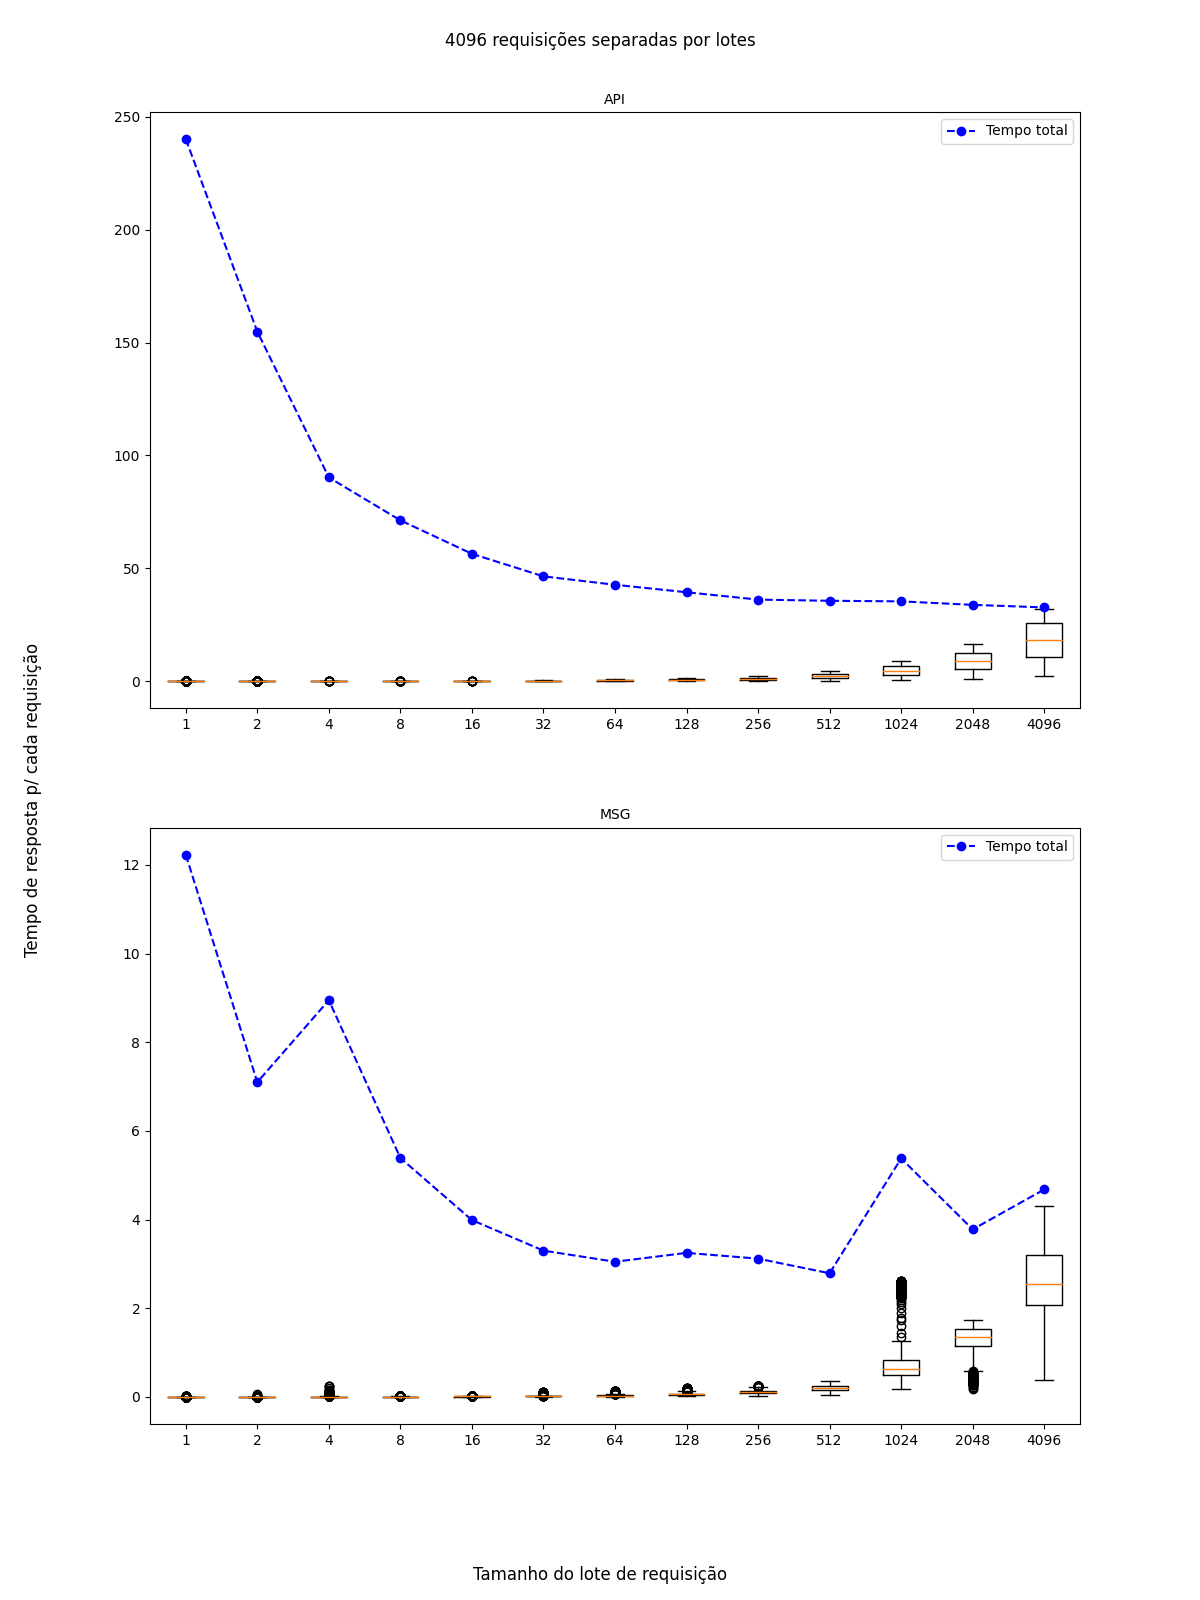 4096 requisições separadas por lotes
API
Tempo total
250
200
150
100
50
0
1 2 4 8 16 32 64 128 256 512 1024 2048 4096
Tempo de resposta p/ cada requisição
MSG
Tempo total
12
10
8
6
4
2
0
1 2 4 8 16 32 64 128 256 512 1024 2048 4096
Tamanho do lote de requisição